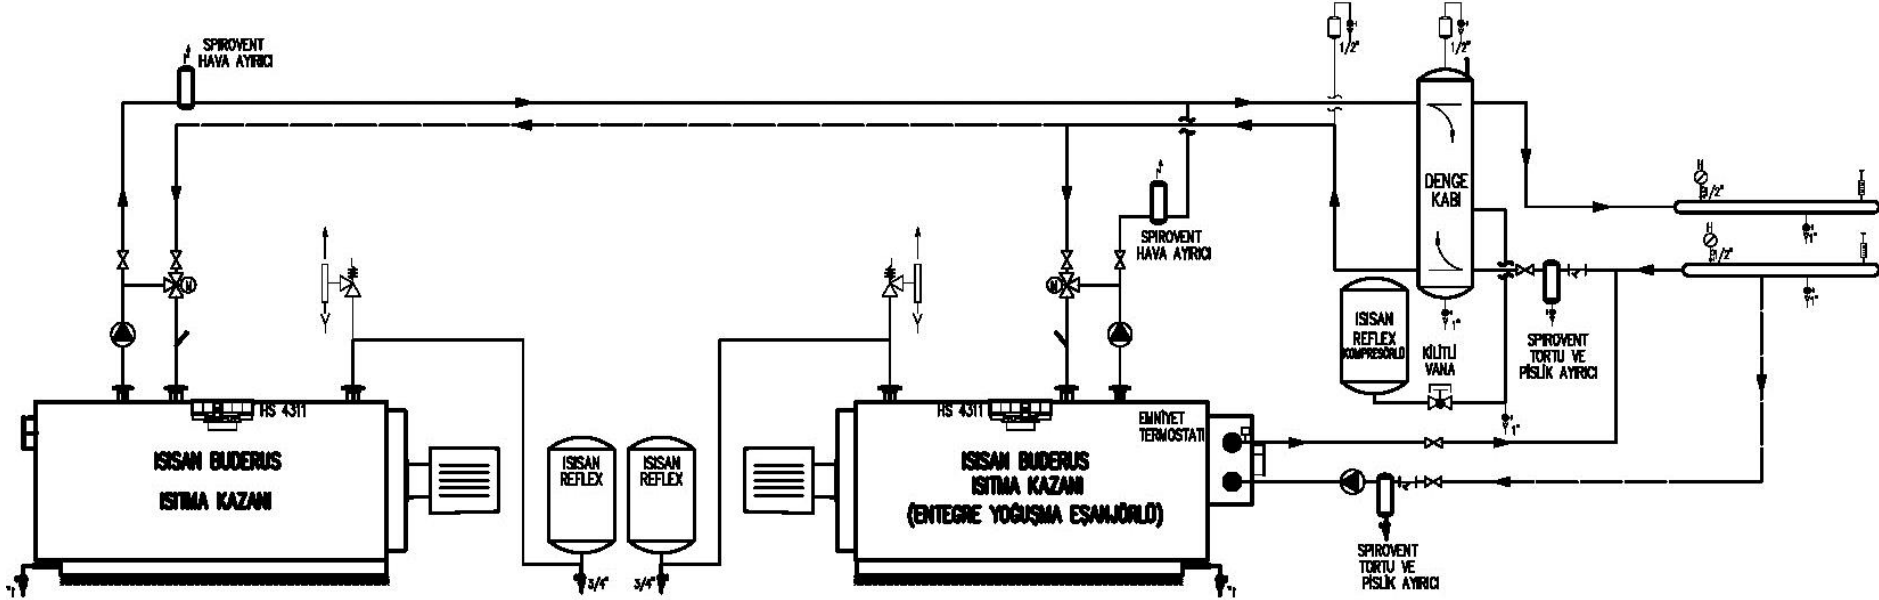 SPIROVENT
HAVA AYIRICI
1/2"
1/2"
DENGE
KABI
H
1/2"
1"
H
1/2"
1"
SPIROVENT
HAVA AYIRICI
M
M
ISISAN
REFLEX
KOMPRESÖRLÜ
1"
KİLİTLİ
VANA
SPIROVENT
TORTU VE
PİSLİK AYIRICI
1"
HS 4311
ISISAN BUDERUS
ISITMA KAZANI
1"
ISISAN
REFLEX
3/4"
ISISAN
REFLEX
3/4"
HS 4311
EMNİYET
TERMOSTATI
ISISAN BUDERUS
ISITMA KAZANI
(ENTEGRE YOĞUŞMA EŞANJÖRLÜ)
1"
SPIROVENT
TORTU VE
PİSLİK AYIRICI